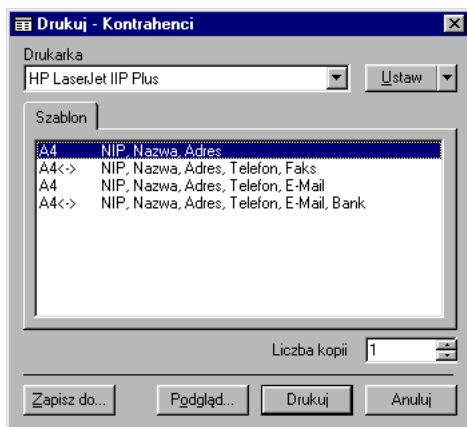 Drukuj - Kontrahenci
Drukarka
HP LaserJet IIP Plus
Ustaw
Szablon
A4 NIP, Nazwa, Adres
A4<-> NIP, Nazwa, Adres, Telefon, Faks
A4 NIP, Nazwa, Adres, Telefon, E-Mail
A4<-> NIP, Nazwa, Adres, Telefon, E-Mail, Bank
Liczba kopii 1
Zapisz do... Podgląd... Drukuj Anuluj